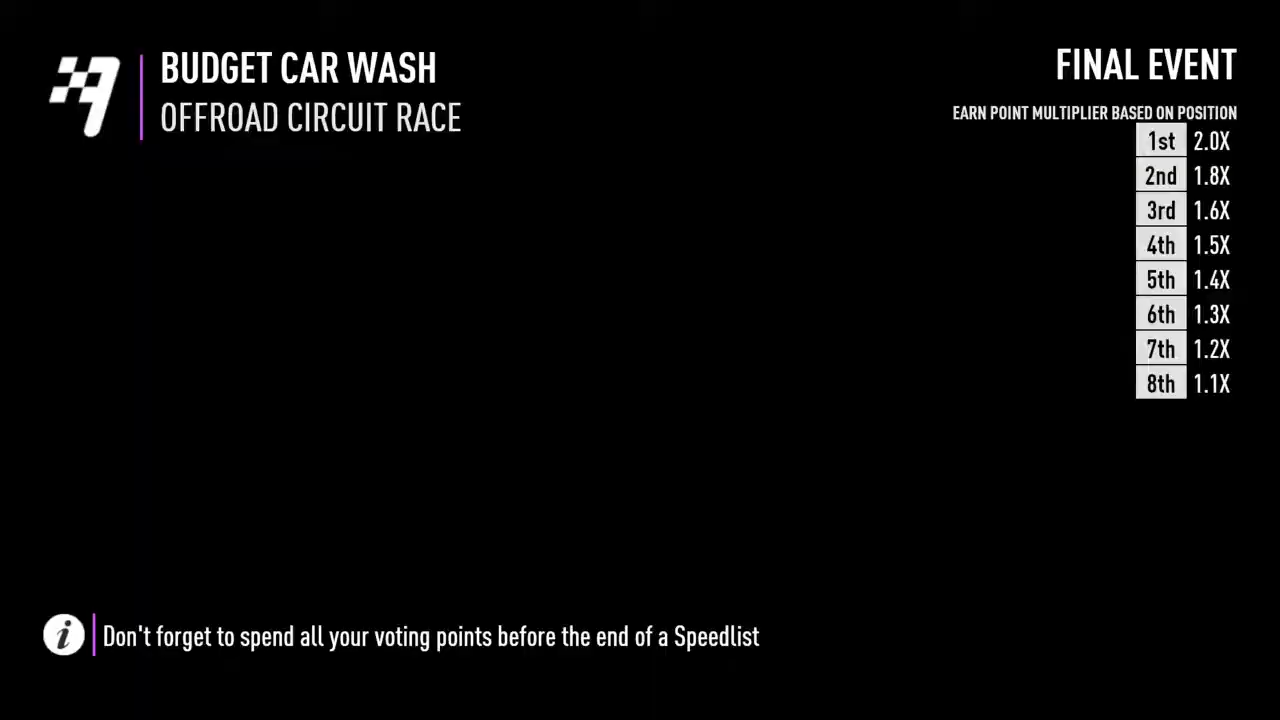 BUDGET CAR WASH
OFFROAD CIRCUIT RACE
FINAL EVENT
EARN POINT MULTIPLIER BASED ON POSITION
1st 2.0X
2nd 1.8X
3rd 1.6X
4th 1.5X
5th 1.4X
6th 1.3X
7th 1.2X
8th 1.1X
Don't forget to spend all your voting points before the end of a Speedlist